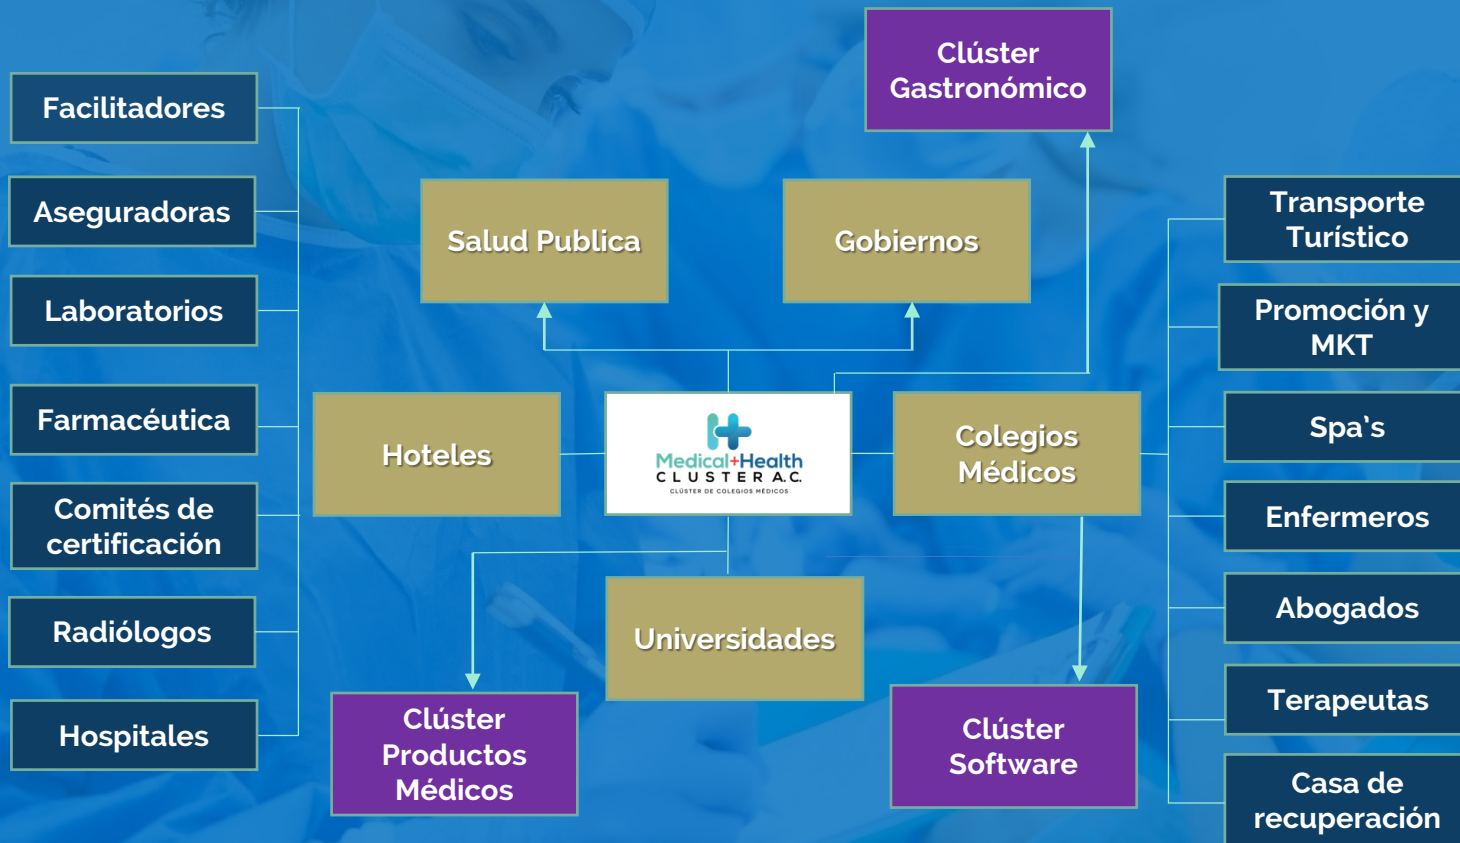 Clúster
Gastronómico
Facilitadores
Aseguradoras
Laboratorios
Farmacéutica
Comités de
certificación
Radiólogos
Hospitales
Salud Publica
Gobiernos
Hoteles
Medical+Health
CLUSTER A.C.
CLÚSTER DE COLEGIOS MÉDICOS
Colegios
Médicos
Universidades
Clúster
Productos
Médicos
Clúster
Software
Transporte
Turístico
Promoción y
MKT
Spa's
Enfermeros
Abogados
Terapeutas
Casa de
recuperación